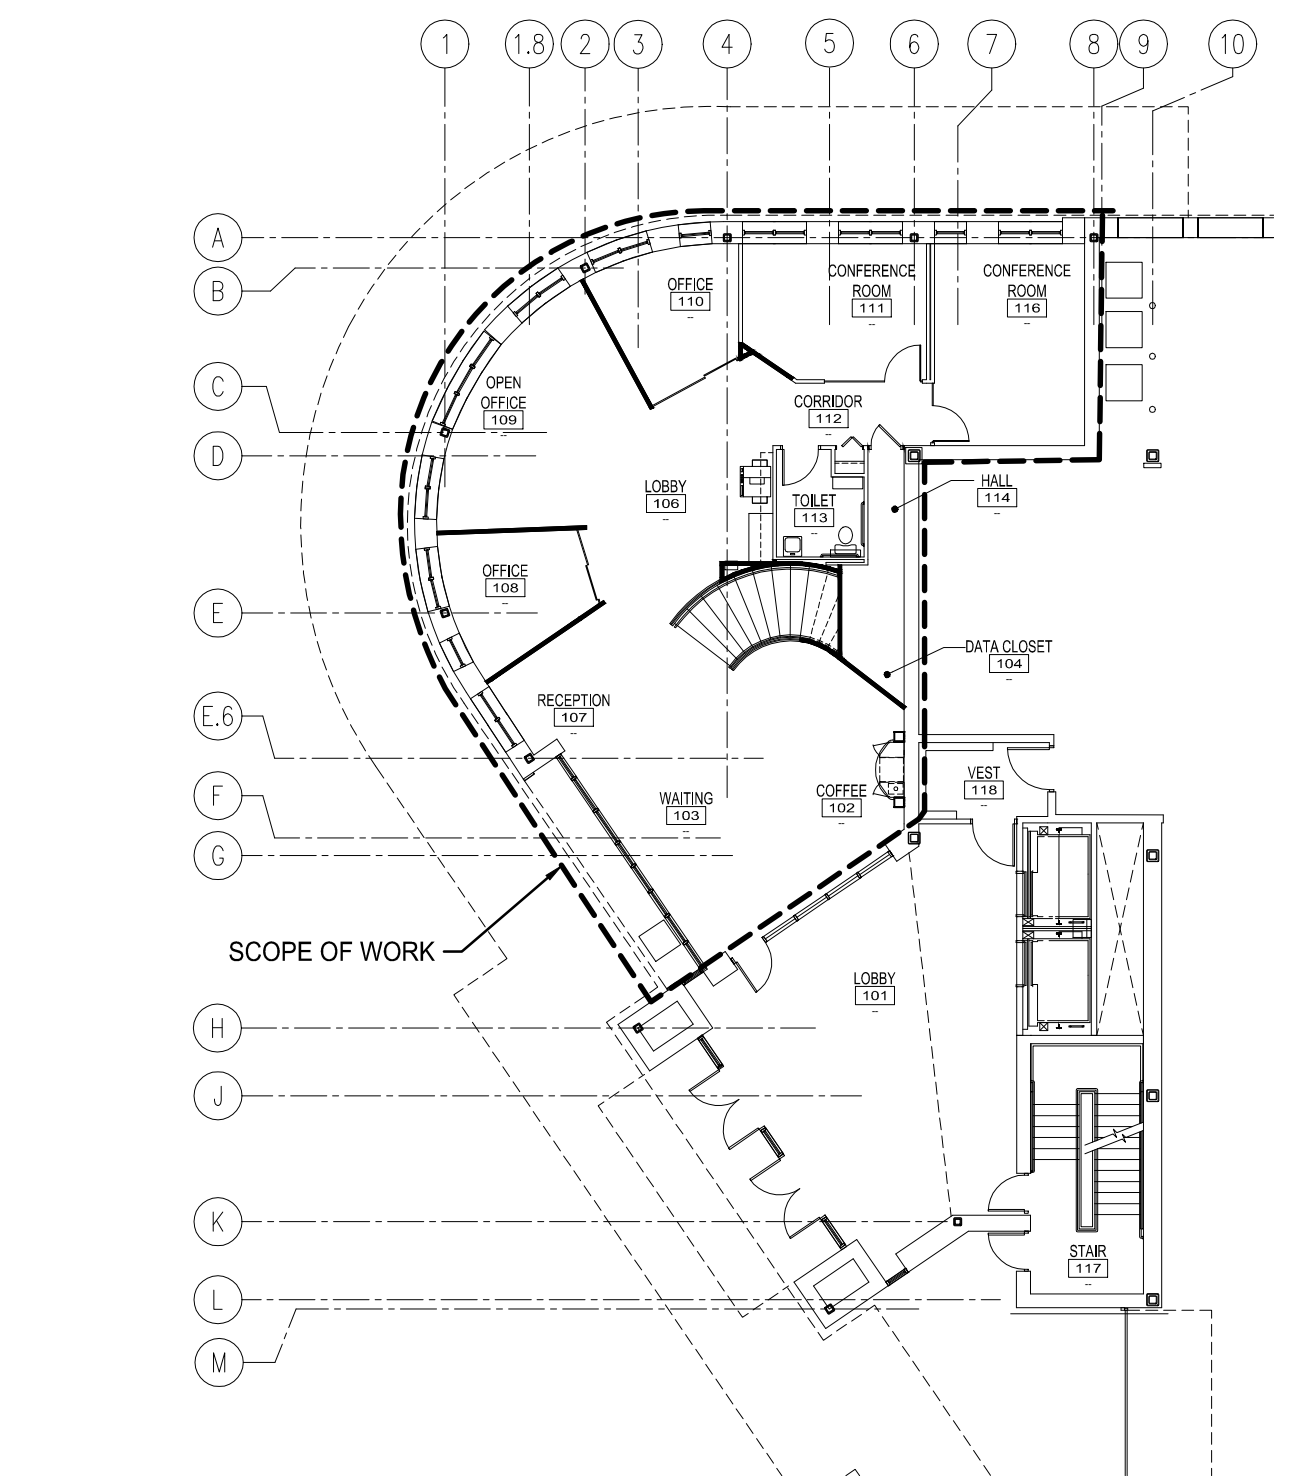 1
1.8
2
3
4
5
6
7
8
9
10
A
B
C
D
E
E.6
F
G
H
J
K
L
M
OFFICE
110
CONFERENCE
ROOM
111
CONFERENCE
ROOM
116
OPEN
OFFICE
109
CORRIDOR
112
LOBBY
106
TOILET
113
HALL
114
OFFICE
108
DATA CLOSET
104
RECEPTION
107
VEST
118
WAITING
103
COFFEE
102
SCOPE OF WORK
LOBBY
101
STAIR
117